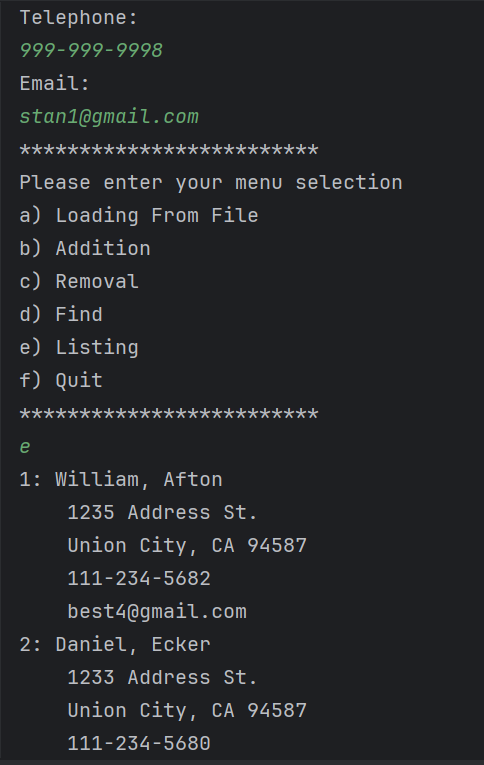 Telephone:
999-999-9998
Email:
stan1@gmail.com
*************************
Please enter your menu selection
a) Loading From File
b) Addition
c) Removal
d) Find
e) Listing
f) Quit
*************************
e
1: William, Afton
1235 Address St.
Union City, CA 94587
111-234-5682
best4@gmail.com
2: Daniel, Ecker
1233 Address St.
Union City, CA 94587
111-234-5680